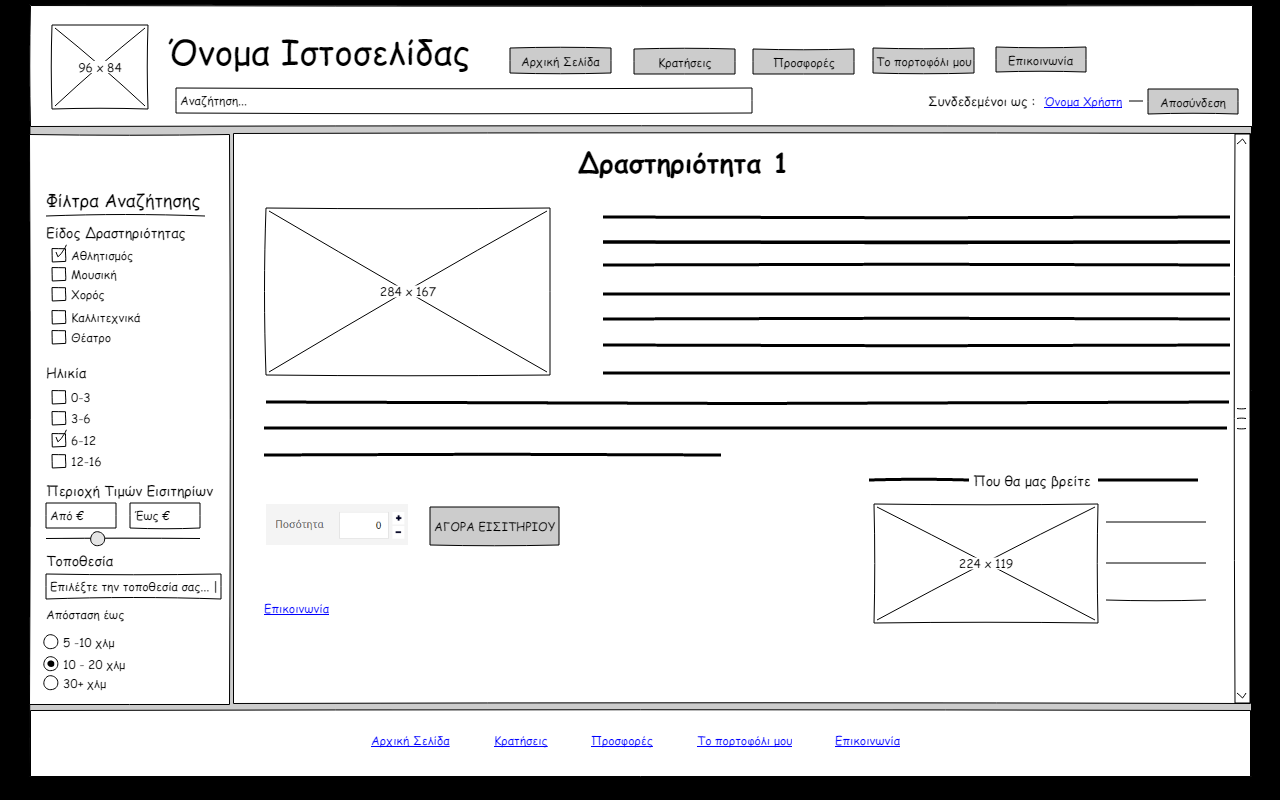 96 x 84
Όνομα Ιστοσελίδας
Αρχική Σελίδα
Κρατήσεις
Προσφορές
Το πορτοφόλι μου
Επικοινωνία
Αναζήτηση...
Συνδεδεμένοι ως : Όνομα Χρήστη
Αποσύνδεση
Φίλτρα Αναζήτησης
Είδος Δραστηριότητας
Αθλητισμός
Μουσική
Χορός
Καλλιτεχνικά
Θέατρο
Ηλικία
0-3
3-6
6-12
12-16
Περιοχή Τιμών Εισιτηρίων
Από €
Έως €
Τοποθεσία
Επιλέξτε την τοποθεσία σας... |
Απόσταση έως
5 -10 χλμ
10 - 20 χλμ
30+ χλμ
Δραστηριότητα 1
284 x 167
Ποσότητα
0
+
-
ΑΓΟΡΑ ΕΙΣΙΤΗΡΙΟΥ
Που θα μας βρείτε
224 x 119
Επικοινωνία
Αρχική Σελίδα
Κρατήσεις
Προσφορές
Το πορτοφόλι μου
Επικοινωνία